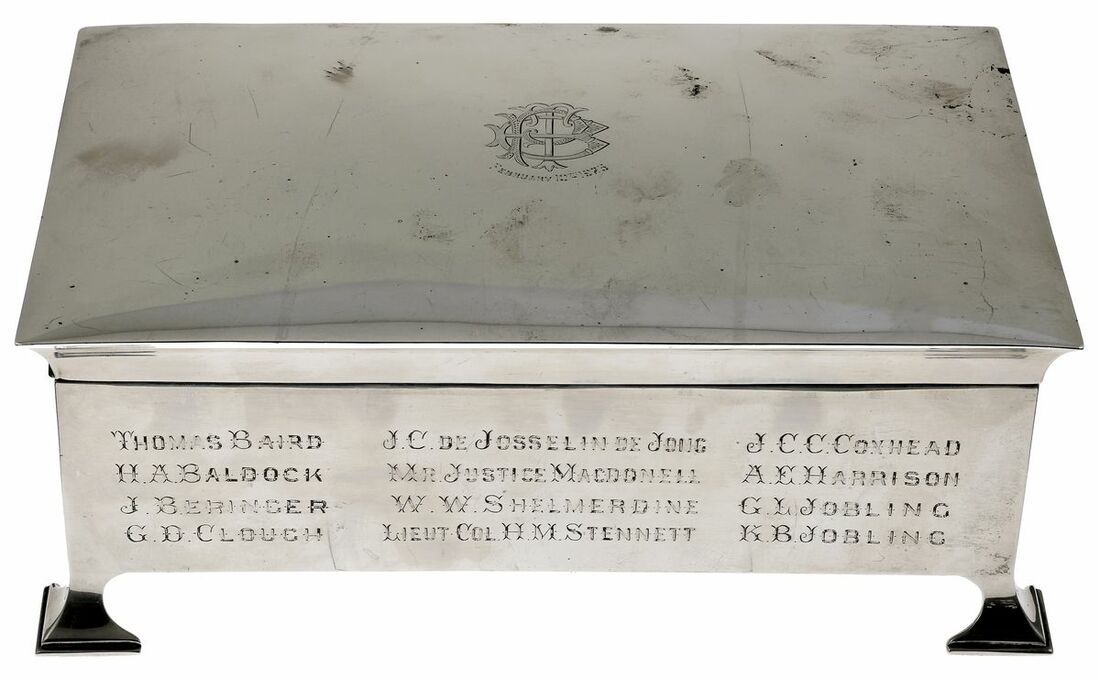 FEBRUARY
THOMAS BAIRD J.C. DE JOSSELIN DE JONG J.C.C. COXHEAD
H.A. BALDOCK MR. JUSTICE MACDONELL A.E. HARRISON
J. BERINGER W.W. SHELMERDINE G.L. JOBLING
G.D. CLOUGH LIEUT. COL. H.M. STENNETT K.B. JOBLING